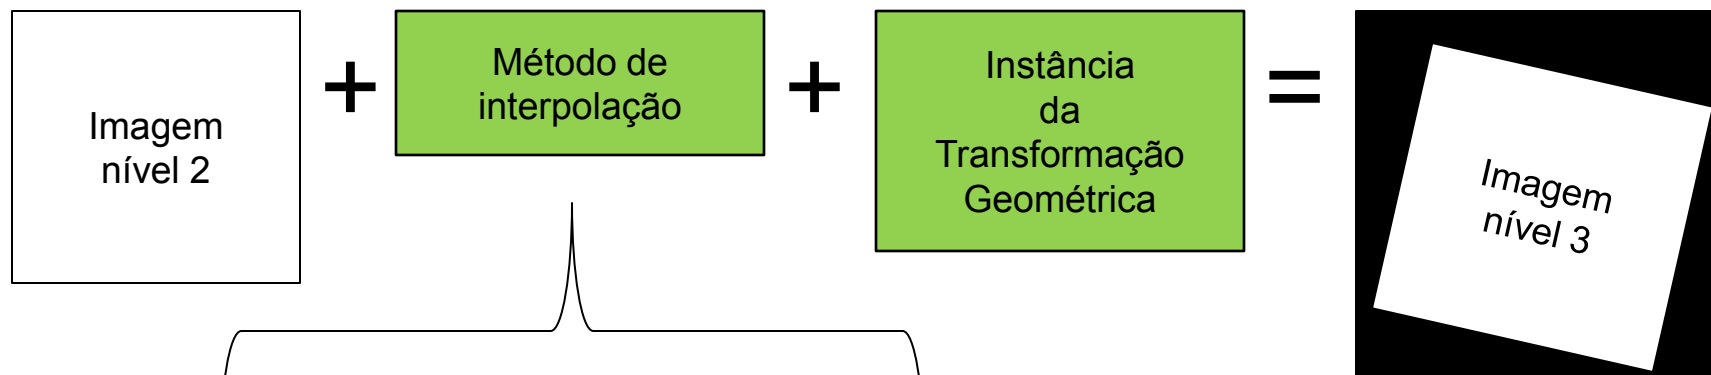 Imagem
nível 2
+
Método de
interpolação
+
Instância
da
Transformação
Geométrica
=
Imagem
nível 3